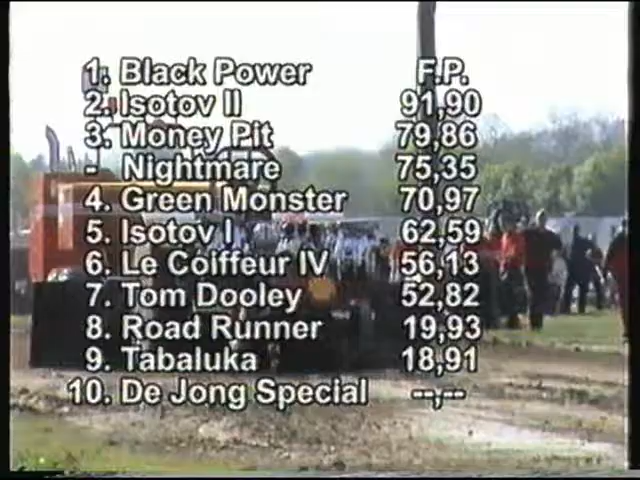 1. Black Power F.P.
2. Isotov II 91,90
3. Money Pit 79,86
- Nightmare 75,35
4. Green Monster 70,97
5. Isotov I 62,59
6. Le Coiffeur IV 56,13
7. Tom Dooley 52,82
8. Road Runner 19,93
9. Tabaluka 18,91
10. De Jong Special --,--